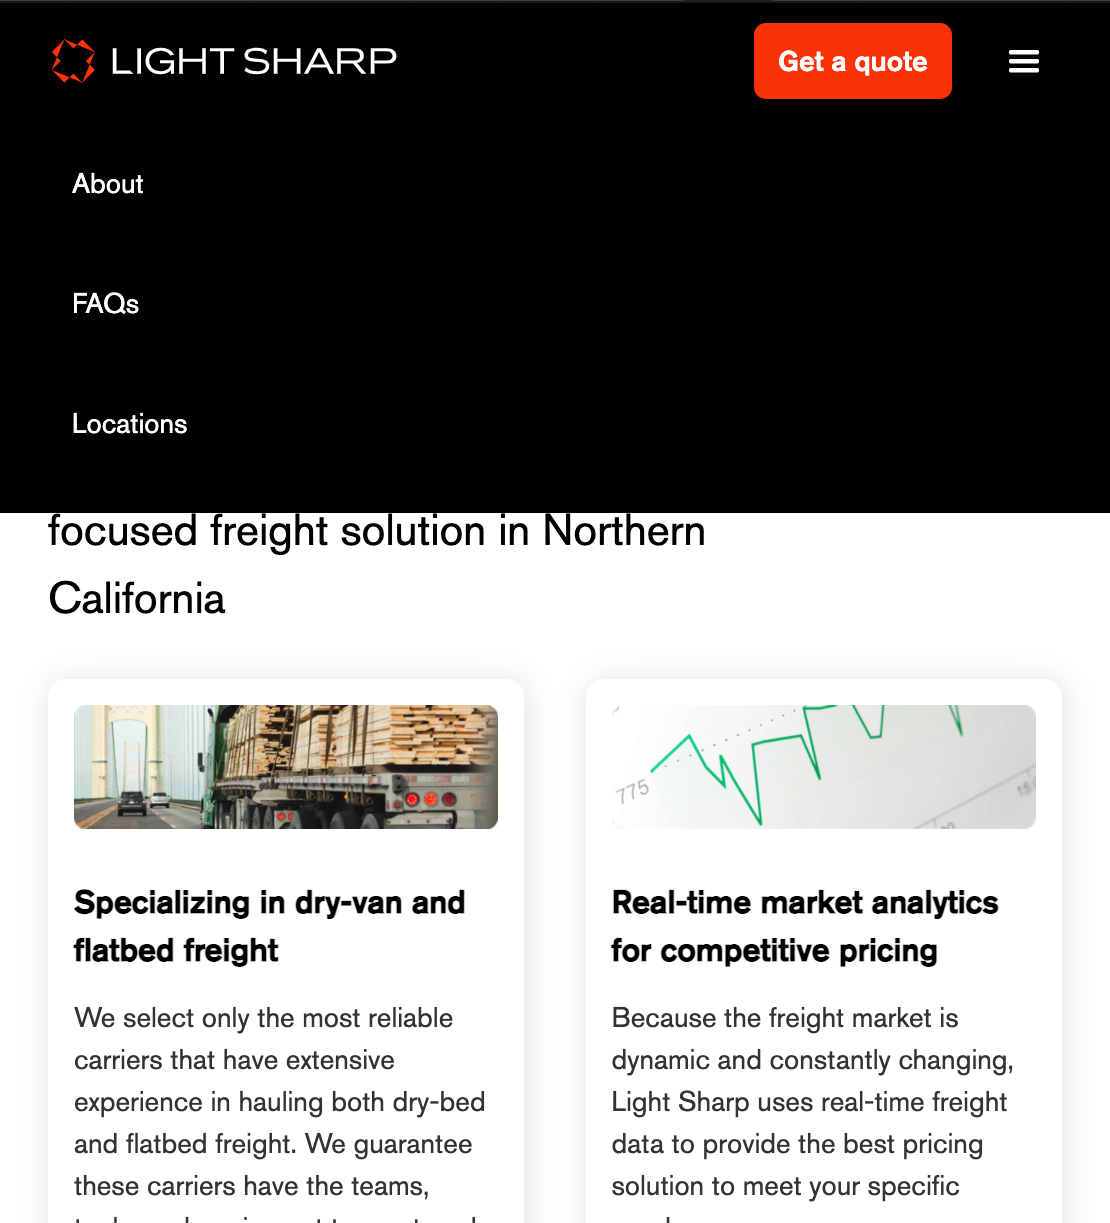 LIGHT SHARP
Get a quote
About
FAQs
Locations
focused freight solution in Northern
California
775
Specializing in dry-van and
flatbed freight
We select only the most reliable
carriers that have extensive
experience in hauling both dry-bed
and flatbed freight. We guarantee
these carriers have the teams,
Real-time market analytics
for competitive pricing
Because the freight market is
dynamic and constantly changing,
Light Sharp uses real-time freight
data to provide the best pricing
solution to meet your specific